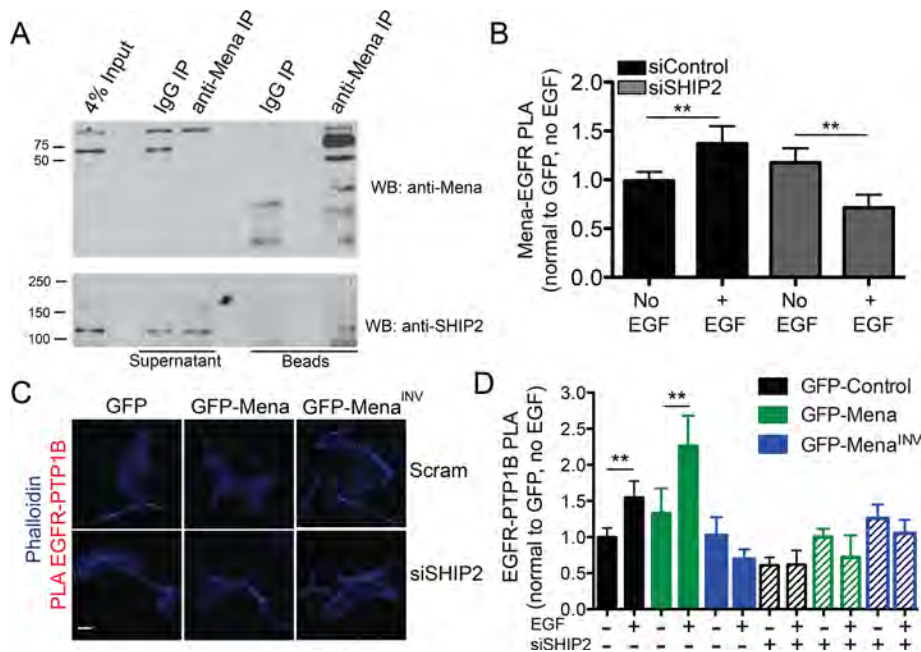 A
4% Input
IgG IP
anti-Mena IP
IgG IP
anti-Mena IP
75
50
WB: anti-Mena
250
150
100
WB: anti-SHIP2
Supernatant
Beads
B
siControl
siSHIP2
Mena-EGFR PLA
(normal to GFP, no EGF)
2.0
1.5
1.0
0.5
0.0
**
**
No EGF
+ EGF
No EGF
+ EGF
C
GFP
GFP-Mena
GFP-Mena^INV
Phalloidin
PLA EGFR-PTP1B
Scram
siSHIP2
D
GFP-Control
GFP-Mena
GFP-Mena^INV
EGFR-PTP1B PLA
(normal to GFP, no EGF)
3.0
2.5
2.0
1.5
1.0
0.5
0.0
**
**
EGF - + - + - + - + - + - +
siSHIP2 - - - - - - + + + + + +